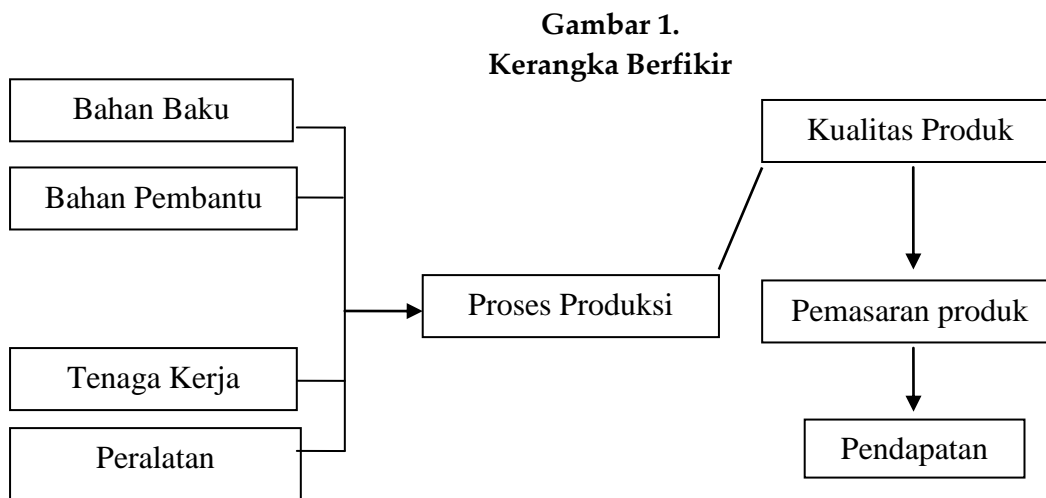 Gambar 1.
Kerangka Berfikir
Bahan Baku
Bahan Pembantu
Tenaga Kerja
Peralatan
Proses Produksi
Kualitas Produk
Pemasaran produk
Pendapatan